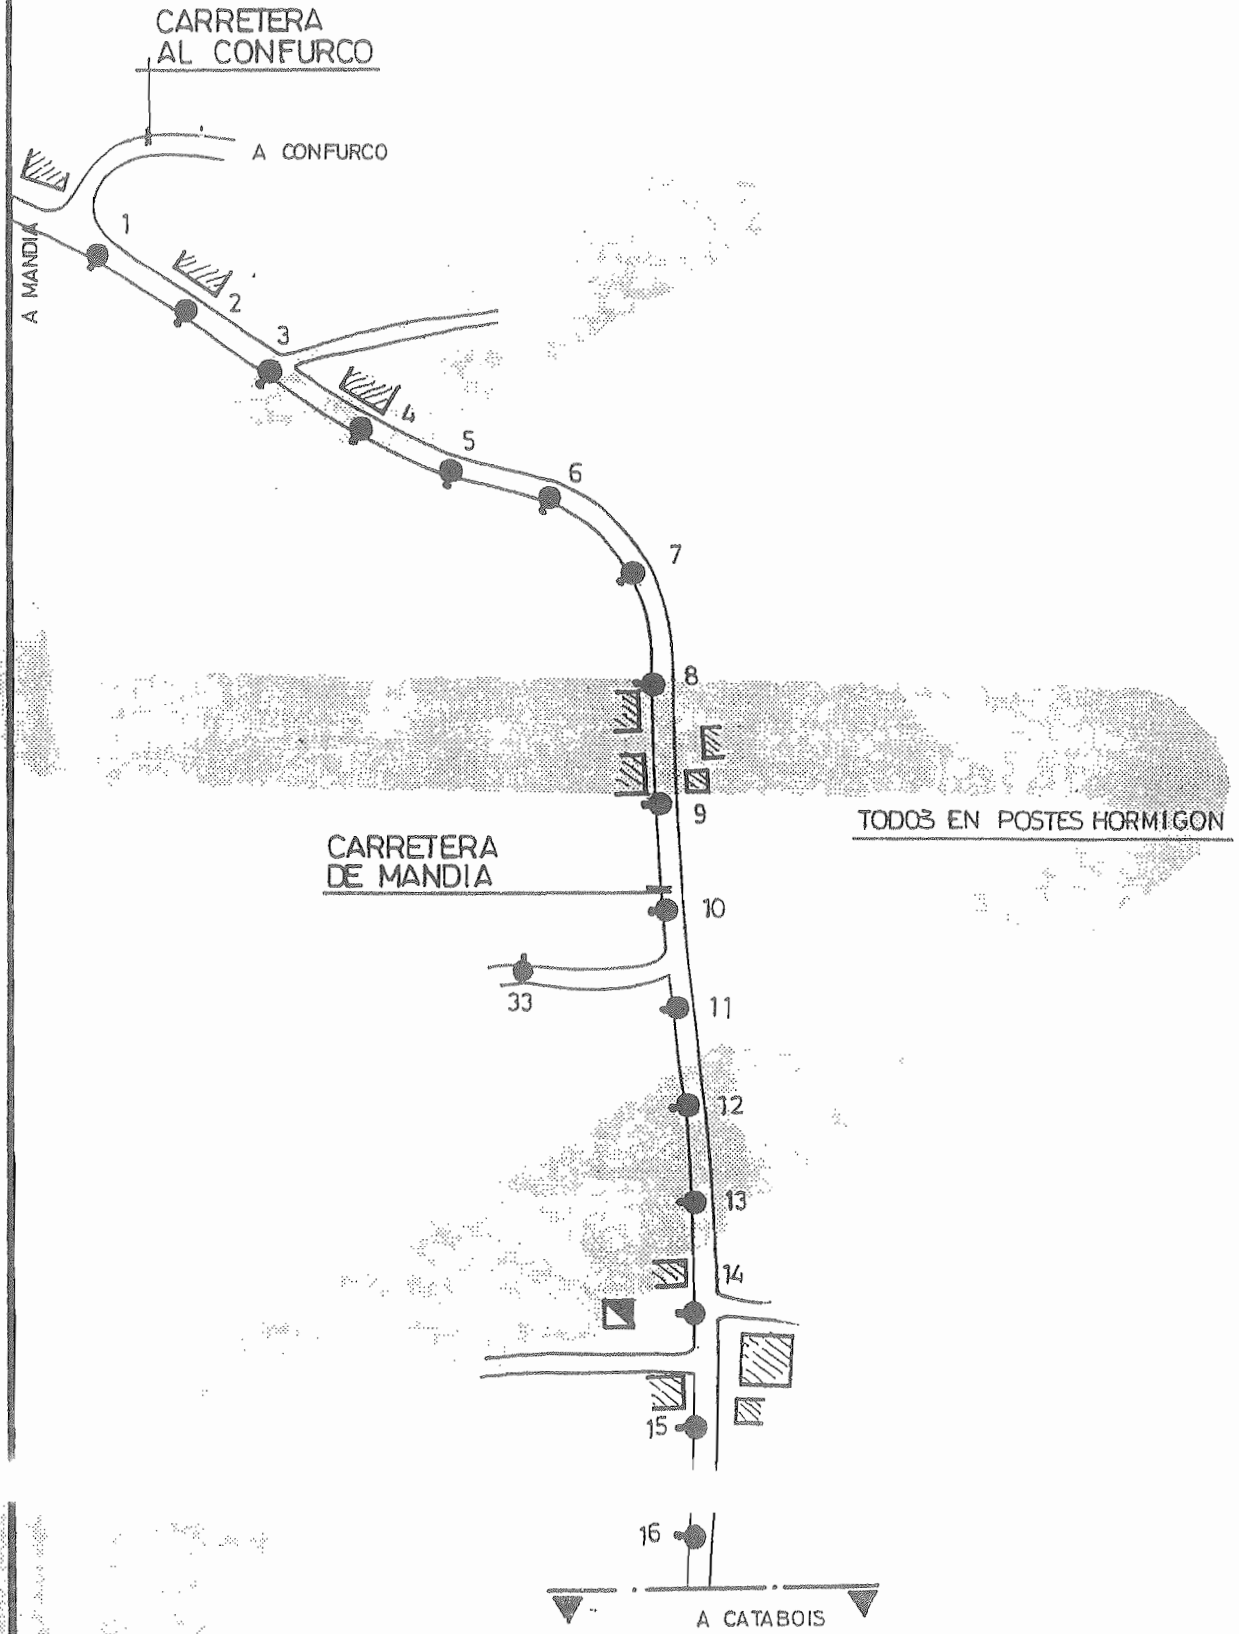 CARRETERA
AL CONFURCO
A CONFURCO
A MANDIA
1
2
3
4
5
6
7
8
9
TODOS EN POSTES HORMIGON
CARRETERA
DE MANDIA
10
33
11
12
13
14
15
16
A CATABOIS